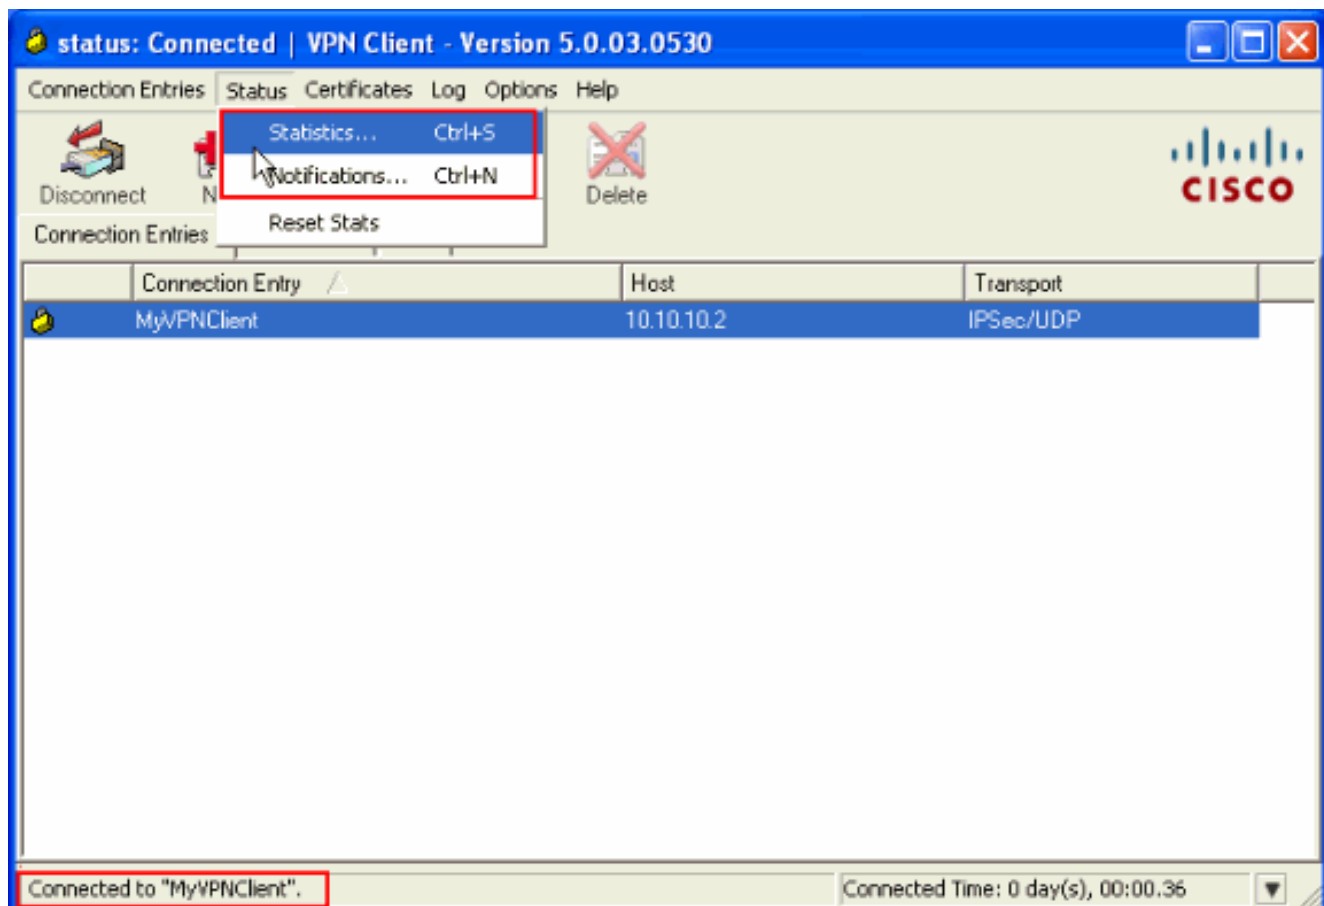 status: Connected | VPN Client - Version 5.0.03.0530
Connection Entries Status Certificates Log Options Help
Statistics... Ctrl+S
Notifications... Ctrl+N
Reset Stats
Disconnect N Delete
CISCO
Connection Entries
Connection Entry Host Transport
MyVPNClient 10.10.10.2 IPSec/UDP
Connected to "MyVPNClient". Connected Time: 0 day(s), 00:00.36